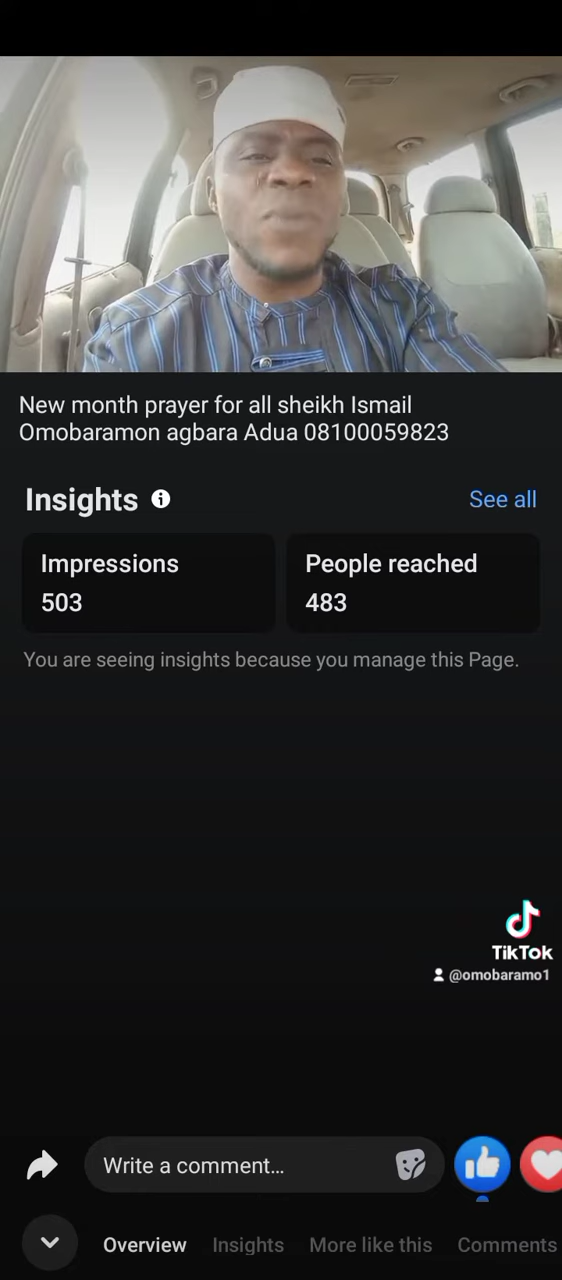 New month prayer for all sheikh Ismail
Omobaramon agbara Adua 08100059823
Insights
See all
Impressions
503
People reached
483
You are seeing insights because you manage this Page.
TikTok
@omobaramo1
Write a comment...
Overview
Insights
More like this
Comments